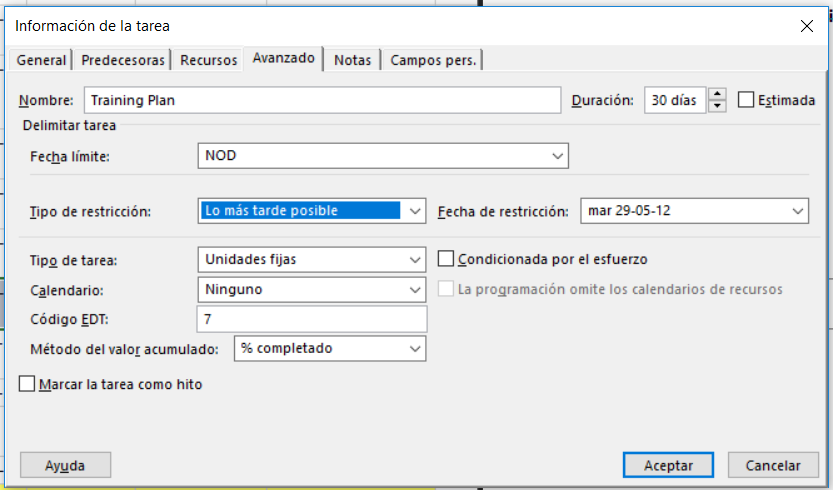 Información de la tarea
General Predecesoras Recursos Avanzado Notas Campos pers.
Nombre: Training Plan Duración: 30 días Estimada
Delimitar tarea
Fecha límite: NOD
Tipo de restricción: Lo más tarde posible Fecha de restricción: mar 29-05-12
Tipo de tarea: Unidades fijas Condicionada por el esfuerzo
Calendario: Ninguno La programación omite los calendarios de recursos
Código EDT: 7
Método del valor acumulado: % completado
Marcar la tarea como hito
Ayuda Aceptar Cancelar